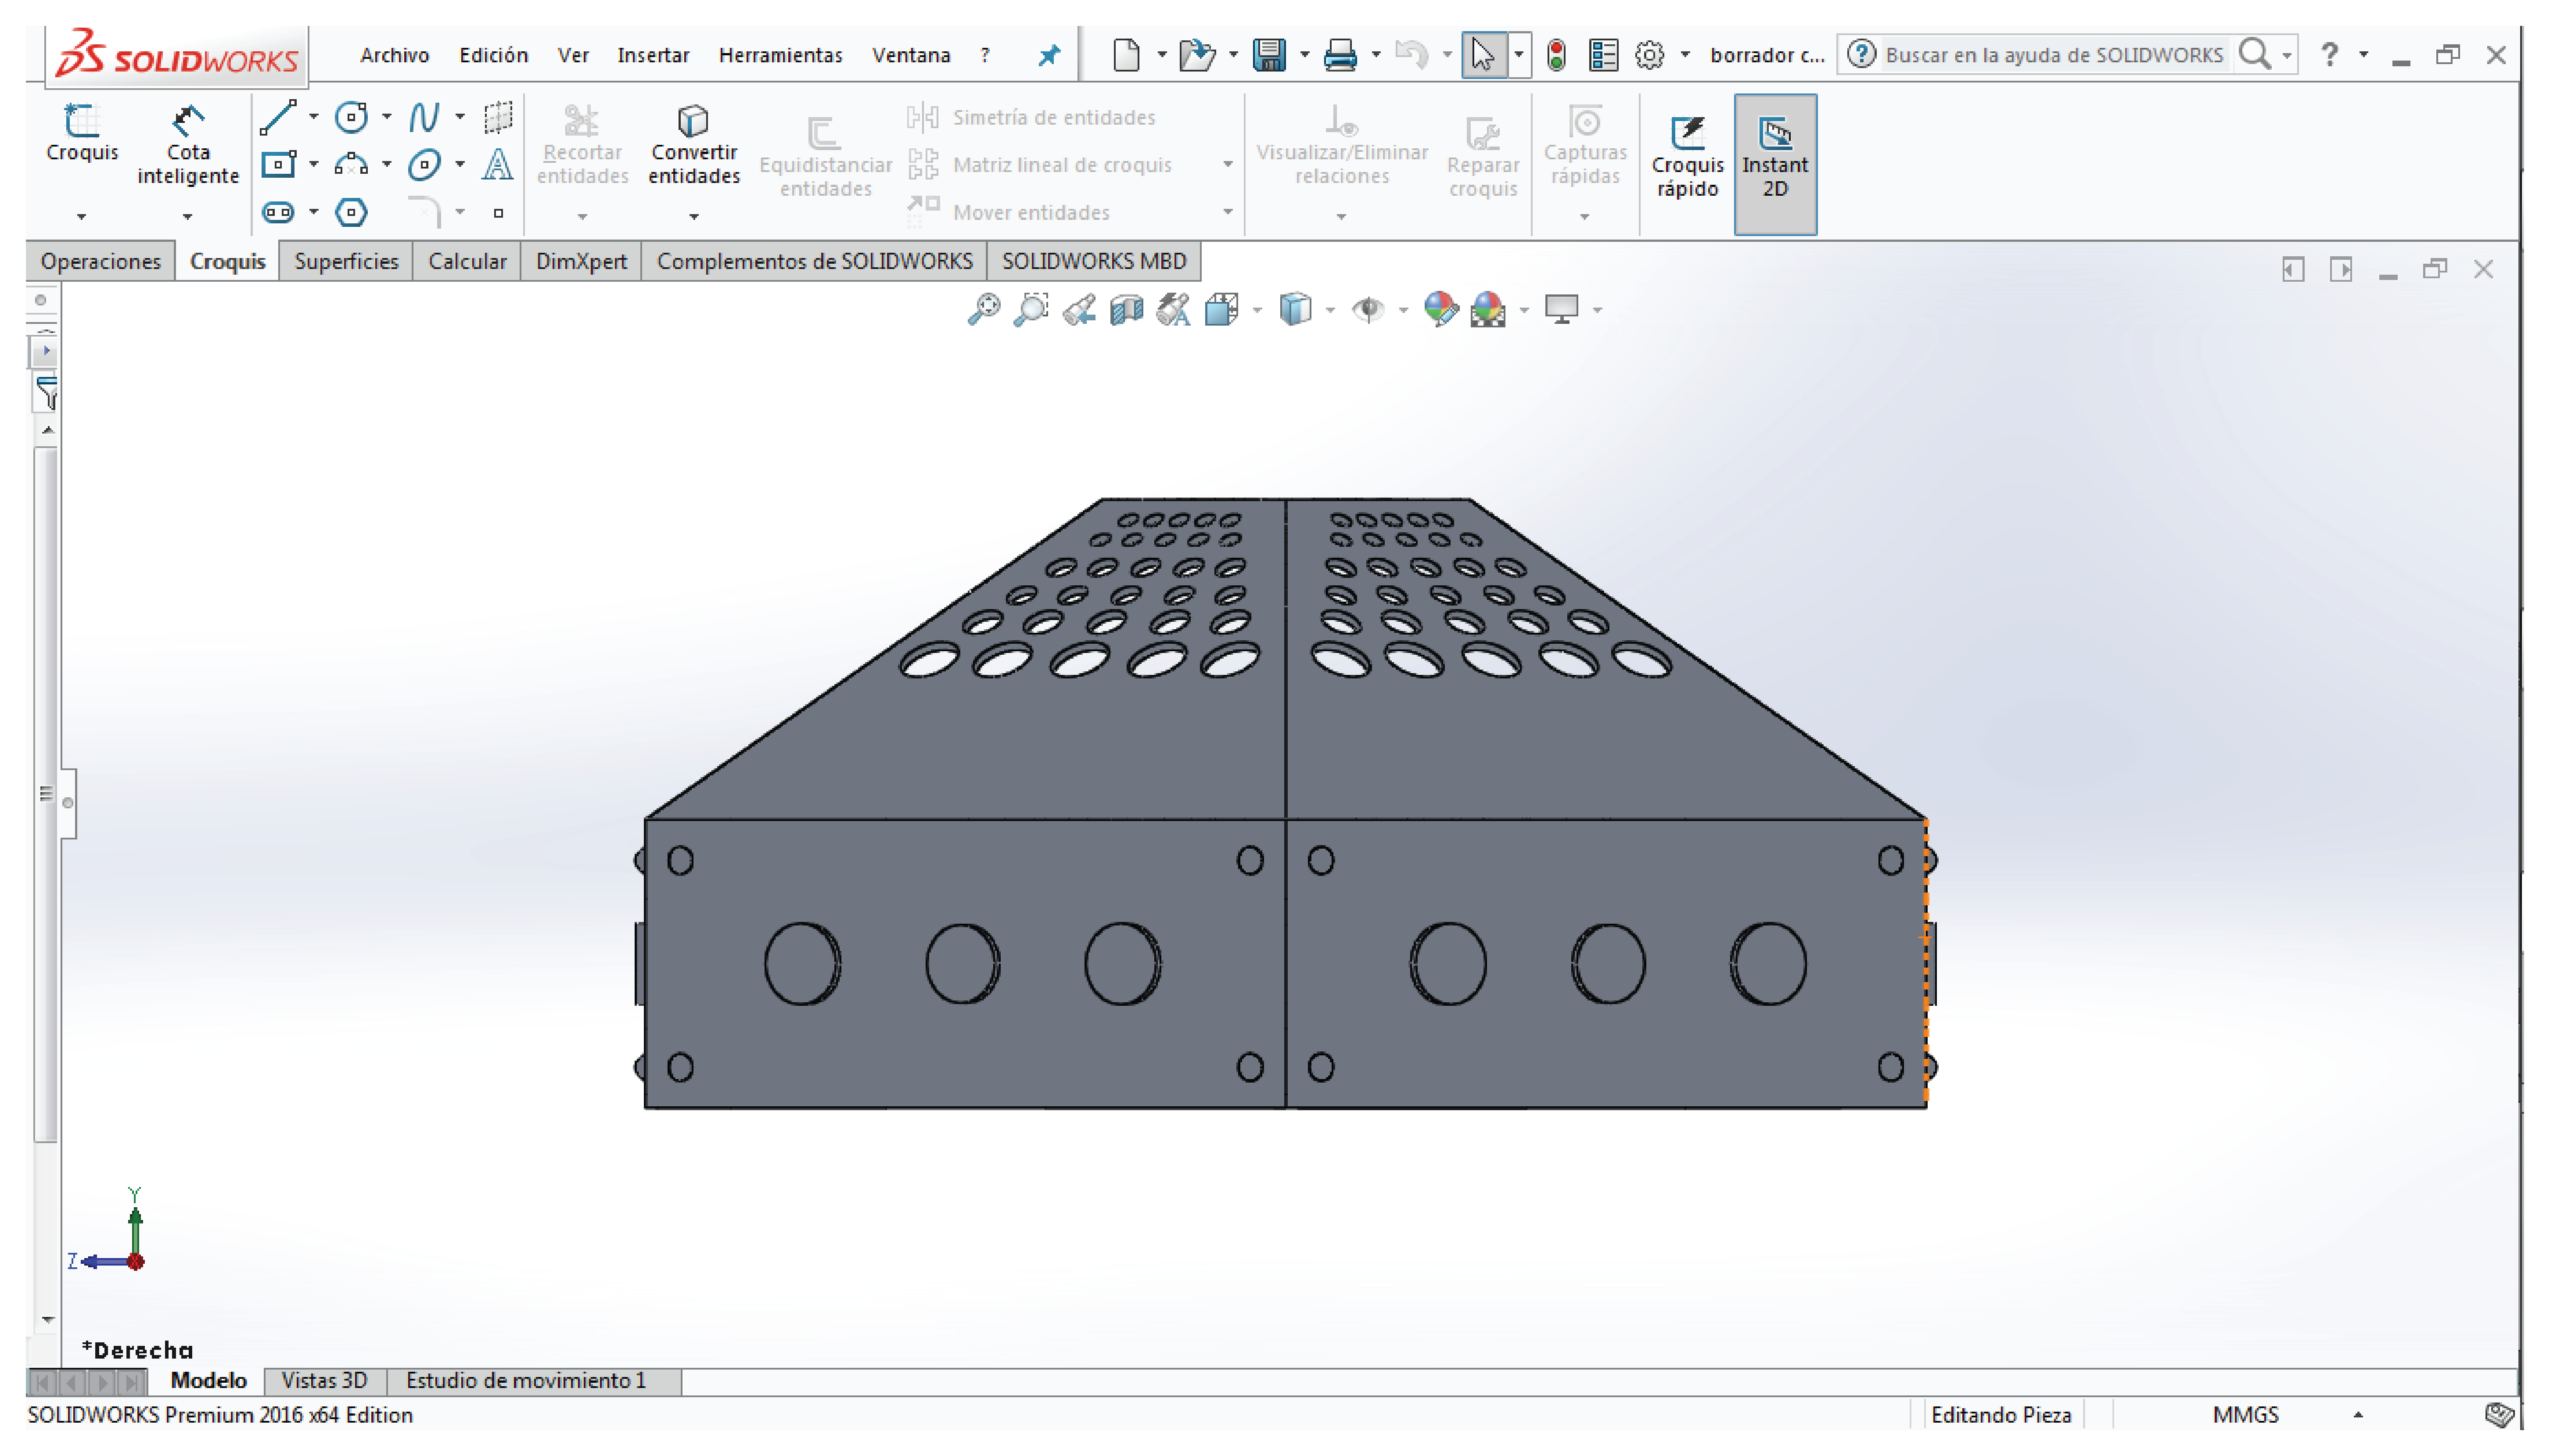 SOLIDWORKS
Archivo Edición Ver Insertar Herramientas Ventana ?
borrador c...
Buscar en la ayuda de SOLIDWORKS
?
Croquis
Cota inteligente
Recortar entidades
Convertir entidades
Equidistanciar entidades
Simetría de entidades
Matriz lineal de croquis
Mover entidades
Visualizar/Eliminar relaciones
Reparar croquis
Capturas rápidas
Croquis rápido
Instant 2D
Operaciones Croquis Superficies Calcular DimXpert Complementos de SOLIDWORKS SOLIDWORKS MBD
Y
Z
*Derecha
Modelo Vistas 3D Estudio de movimiento 1
SOLIDWORKS Premium 2016 x64 Edition
Editando Pieza
MMGS